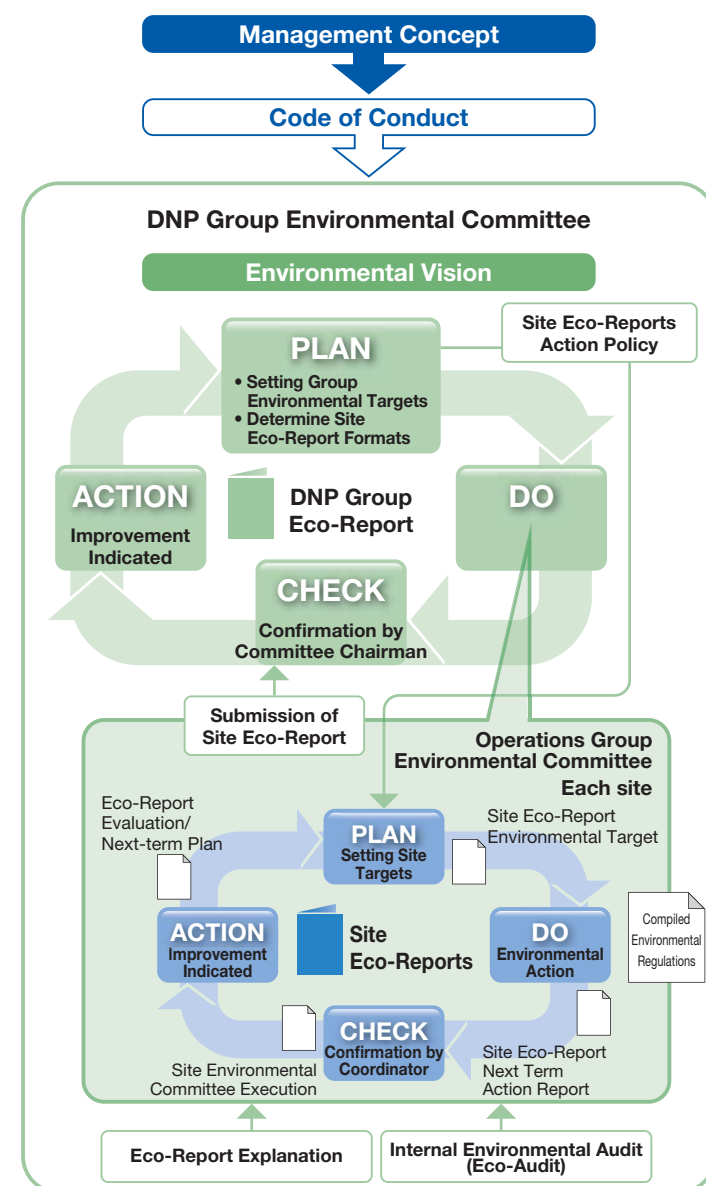 Management Concept
Code of Conduct
DNP Group Environmental Committee
Environmental Vision
PLAN
• Setting Group
Environmental Targets
• Determine Site
Eco-Report Formats
Site Eco-Reports
Action Policy
ACTION
Improvement
Indicated
DNP Group
Eco-Report
DO
CHECK
Confirmation by
Committee Chairman
Submission of
Site Eco-Report
Operations Group
Environmental Committee
Each site
Eco-Report
Evaluation/
Next-term Plan
PLAN
Setting Site
Targets
Site Eco-Report
Environmental Target
ACTION
Improvement
Indicated
Site
Eco-Reports
DO
Environmental
Action
Compiled
Environmental
Regulations
CHECK
Confirmation by
Coordinator
Site Environmental
Committee Execution
Site Eco-Report
Next Term
Action Report
Eco-Report Explanation
Internal Environmental Audit
(Eco-Audit)